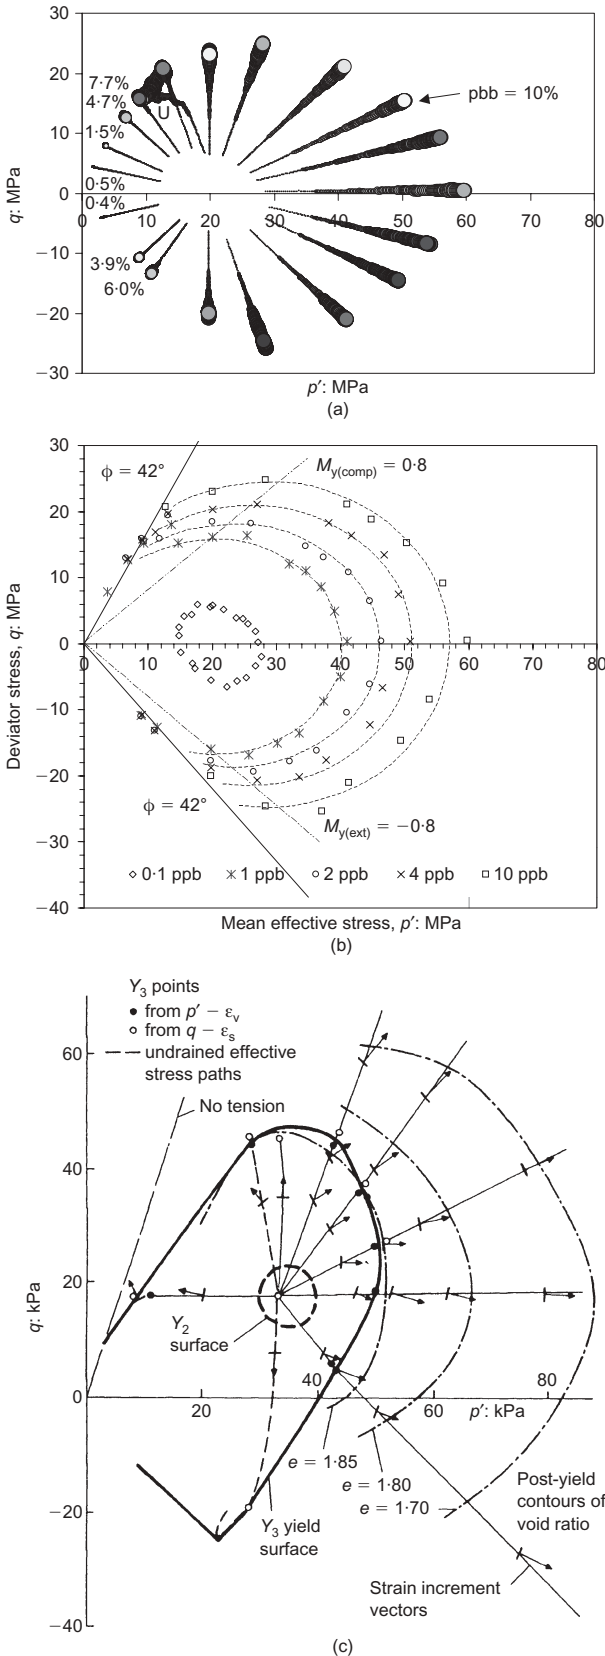 30
20
10
0
−10
−20
−30
q: MPa
7·7%
4·7%
1·5%
0·5%
0·4%
3·9%
6·0%
U
pbb = 10%
0 10 20 30 40 50 60 70 80
p′: MPa
(a)
30
20
10
0
−10
−20
−30
−40
Deviator stress, q: MPa
ϕ = 42°
My(comp) = 0·8
0 10 20 30 40 50 60 70 80
ϕ = 42°
My(ext) = −0·8
0·1 ppb 1 ppb 2 ppb 4 ppb 10 ppb
Mean effective stress, p′: MPa
(b)
Y3 points
from p′ − εv
from q − εs
undrained effective
stress paths
No tension
60
40
20
0
−20
−40
q: kPa
Y2
surface
20 40 60 80
p′: kPa
e = 1·85
e = 1·80
e = 1·70
Y3 yield
surface
Post-yield
contours of
void ratio
Strain increment
vectors
(c)